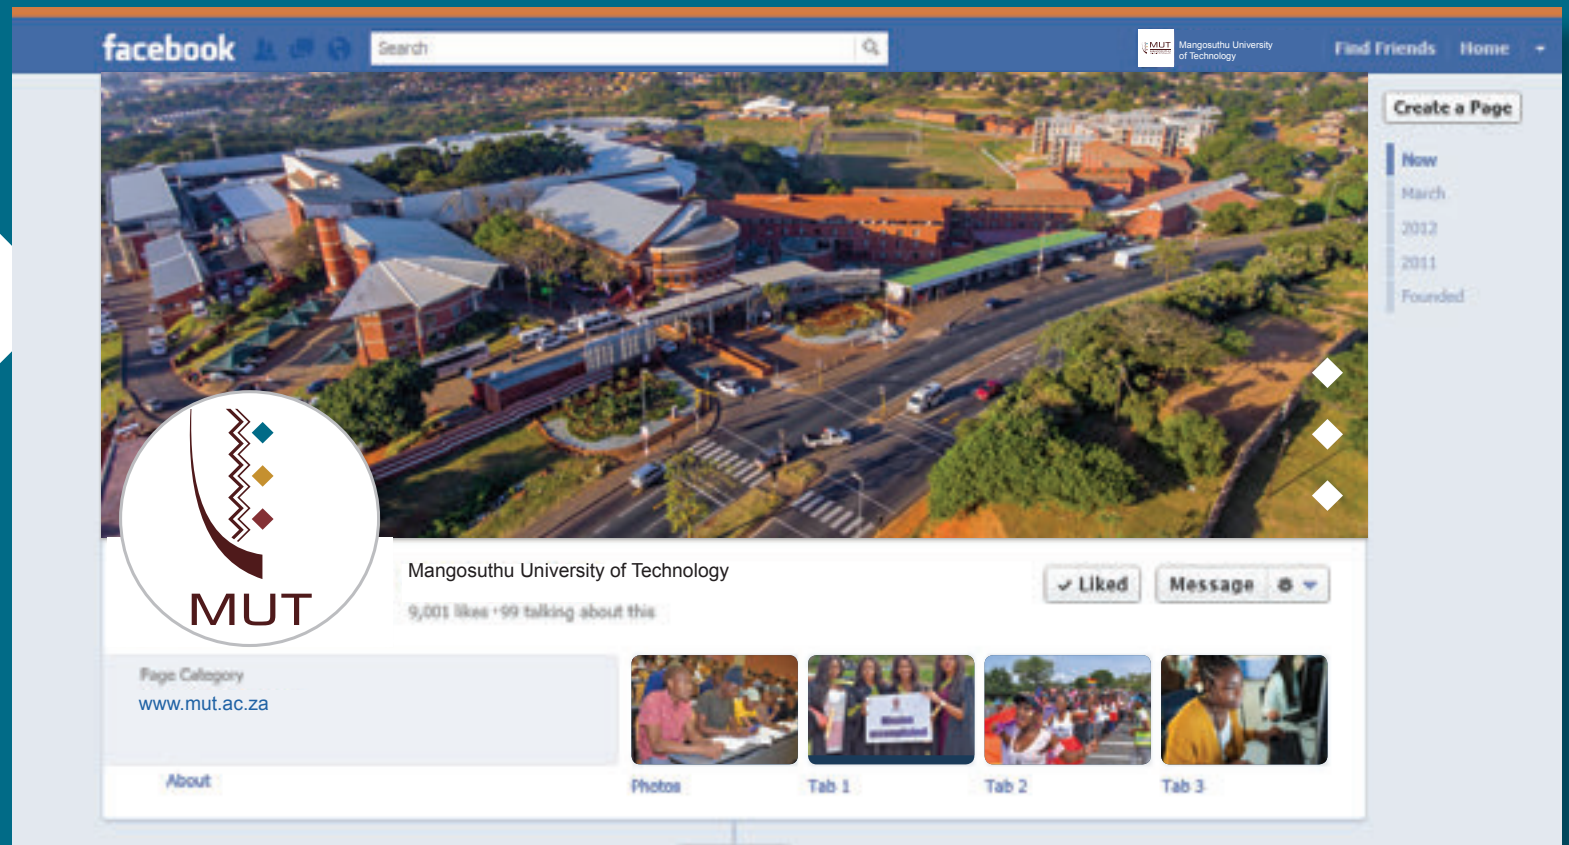 facebook
Search
MUT
Mangosuthu University
of Technology
Find Friends
Home
Create a Page
Now
March
2012
2011
Founded
MUT
Mangosuthu University of Technology
9,001 likes · 99 talking about this
Liked
Message
Page Category
www.mut.ac.za
About
Mission
accomplished
Photos
Tab 1
Tab 2
Tab 3